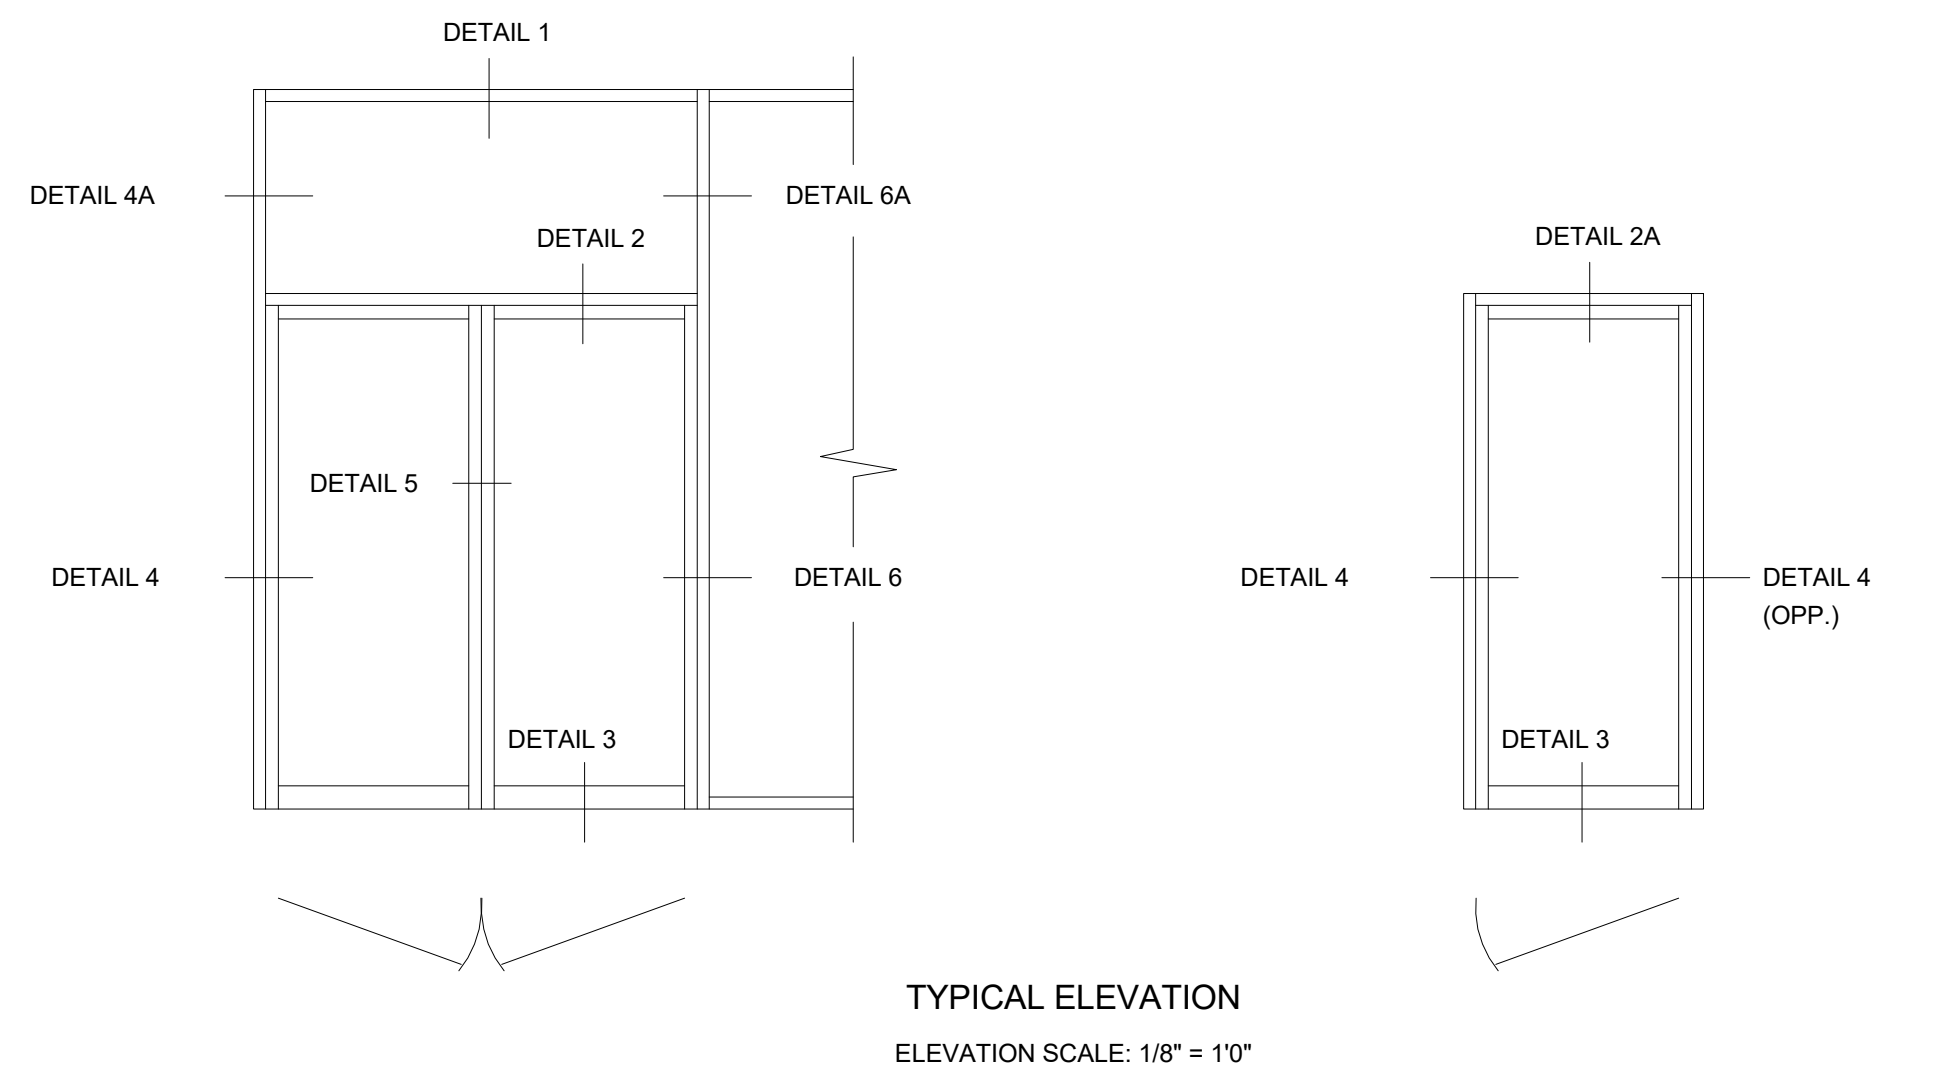 DETAIL 1
DETAIL 4A
DETAIL 6A
DETAIL 2
DETAIL 2A
DETAIL 5
DETAIL 4
DETAIL 6
DETAIL 4
DETAIL 4
(OPP.)
DETAIL 3
DETAIL 3
TYPICAL ELEVATION
ELEVATION SCALE: 1/8" = 1'0"